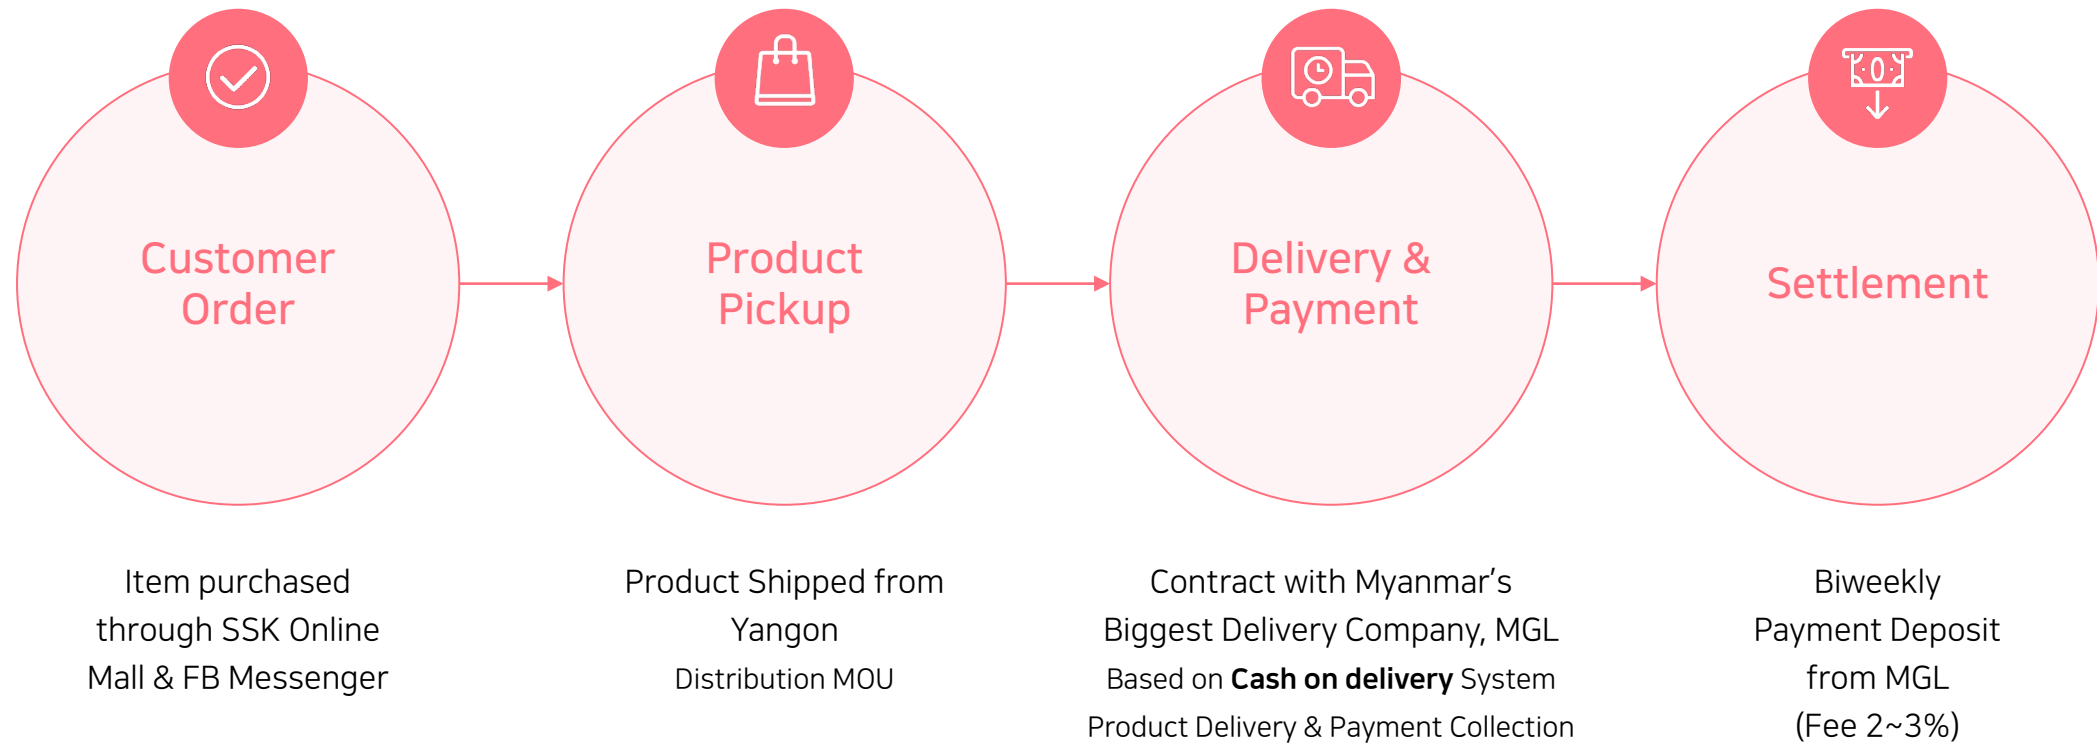 Customer
Order
Product
Pickup
Delivery &
Payment
Settlement
Item purchased
through SSK Online
Mall & FB Messenger
Product Shipped from
Yangon
Distribution MOU
Contract with Myanmar’s
Biggest Delivery Company, MGL
Based on Cash on delivery System
Product Delivery & Payment Collection
Biweekly
Payment Deposit
from MGL
(Fee 2~3%)